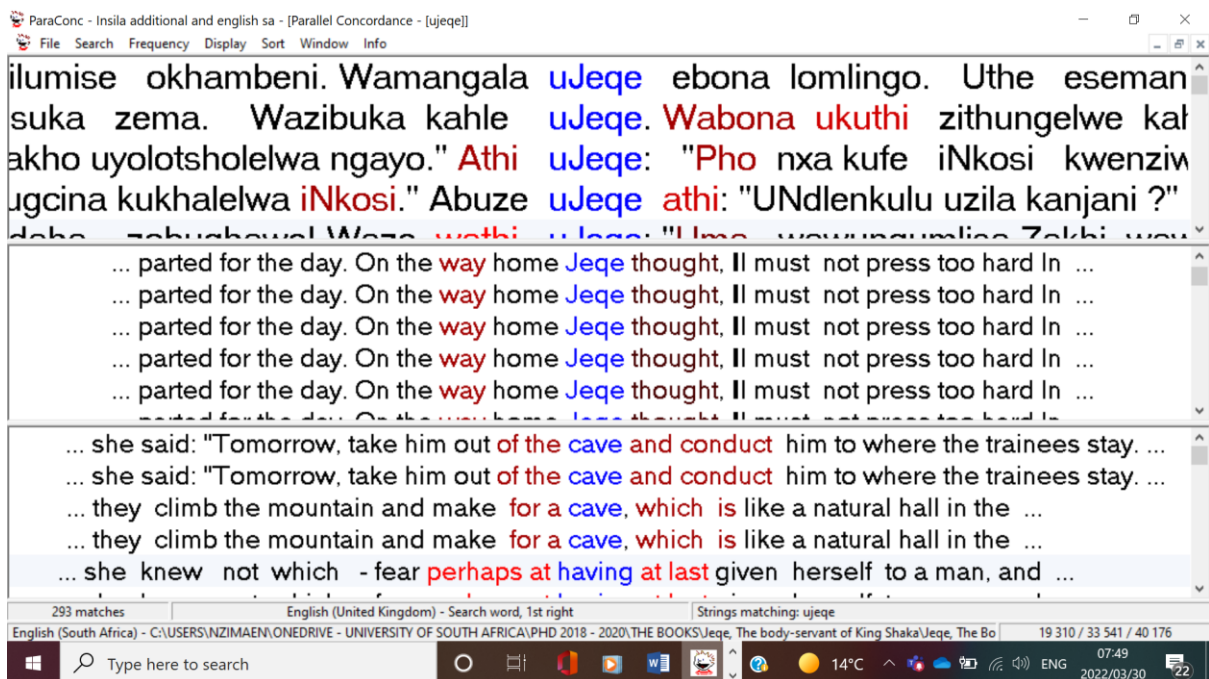 ParaConc - Insila additional and english sa - [Parallel Concordance - [ujeqe]]
File Search Frequency Display Sort Window Info
ilumise okhambeni. Wamangala uJeqe ebona lomlingo. Uthe eseman
suka zema. Wazibuka kahle uJeqe. Wabona ukuthi zithungelwe kah
akho uyolotsholelwa ngayo." Athi uJeqe: "Pho nxa kufe iNkosi kwenziw
ugcina kukhalelwa iNkosi." Abuze uJeqe athi: "UNdlenkulu uzila kanjani ?"
... parted for the day. On the way home Jeqe thought, Il must not press too hard In ...
... parted for the day. On the way home Jeqe thought, Il must not press too hard In ...
... parted for the day. On the way home Jeqe thought, Il must not press too hard In ...
... parted for the day. On the way home Jeqe thought, Il must not press too hard In ...
... parted for the day. On the way home Jeqe thought, Il must not press too hard In ...
... she said: "Tomorrow, take him out of the cave and conduct him to where the trainees stay. ...
... she said: "Tomorrow, take him out of the cave and conduct him to where the trainees stay. ...
... they climb the mountain and make for a cave, which is like a natural hall in the ...
... they climb the mountain and make for a cave, which is like a natural hall in the ...
... she knew not which - fear perhaps at having at last given herself to a man, and ...
293 matches English (United Kingdom) - Search word, 1st right Strings matching: ujeqe
English (South Africa) - C:\USERS\NZIMAEN\ONEDRIVE - UNIVERSITY OF SOUTH AFRICA\PHD 2018 - 2020\THE BOOKS\Jeqe, The body-servant of King Shaka\Jeqe, The Bo 19 310 / 33 541 / 40 176
Type here to search 14°C ENG 07:49
2022/03/30 22